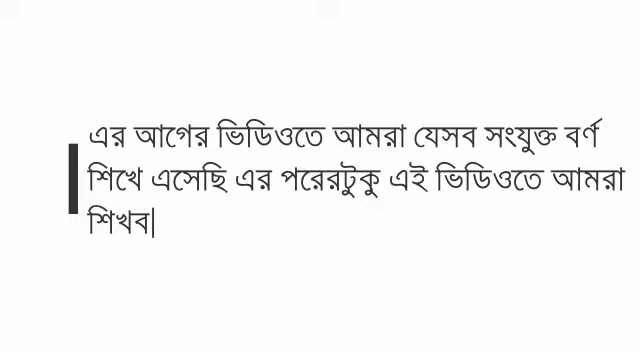 এর আগের ভিডিওতে আমরা যেসব সংযুক্ত বর্ণ
শিখে এসেছি এর পরেরটুকু এই ভিডিওতে আমরা
শিখব